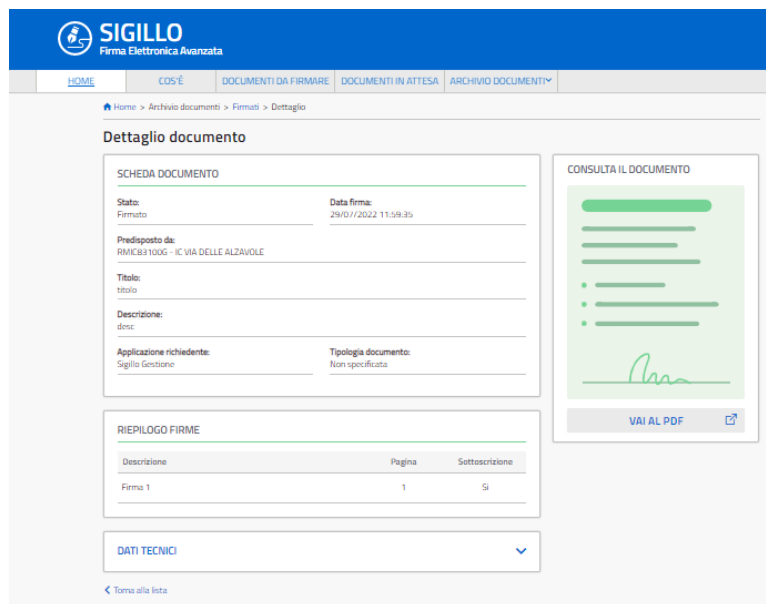 SIGILLO
Firma Elettronica Avanzata
HOME COS'È DOCUMENTI DA FIRMARE DOCUMENTI IN ATTESA ARCHIVIO DOCUMENTI
Home > Archivio documenti > Firmati > Dettaglio
Dettaglio documento
SCHEDA DOCUMENTO
Stato: Data firma:
Firmato 29/07/2022 11:59:35
Predisposto da:
RMIC83100G - IC VIA DELLE ALZAVOLE
Titolo:
titolo
Descrizione:
desc
Applicazione richiedente: Tipologia documento:
Sigillo Gestione Non specificata
CONSULTA IL DOCUMENTO
VAI AL PDF
RIEPILOGO FIRME
Descrizione Pagina Sottoscrizione
Firma 1 1 Si
DATI TECNICI
Torna alla lista